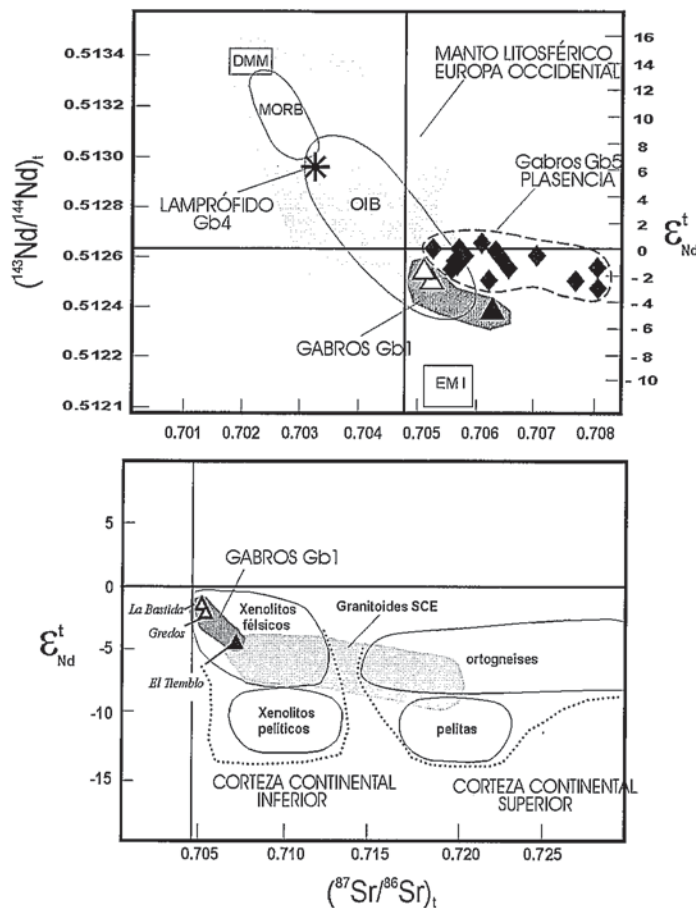 0.5134
0.5133
0.5132
0.5130
0.5128
0.5126
0.5124
0.5122
0.5121
(¹⁴³Nd/¹⁴⁴Nd)t
DMM
MORB
LAMPRÓFIDO
Gb4
OIB
MANTO LITOSFÉRICO
EUROPA OCCIDENTAL
Gabros Gb5
PLASENCIA
GABROS Gb1
EM I
16
14
12
10
8
6
4
2
0
- 2
- 4
- 6
- 8
- 10
εᵗNd
0.701 0.702 0.703 0.704 0.705 0.706 0.707 0.708
5
0
-5
-10
-15
εᵗNd
GABROS Gb1
La Bastida
Gredos
El Tiemblo
Xenolitos
félsicos
Granitoides SCE
ortogneises
Xenolitos
pelíticos
pelitas
CORTEZA CONTINENTAL
INFERIOR
CORTEZA CONTINENTAL
SUPERIOR
0.705 0.710 0.715 0.720 0.725
(⁸⁷Sr/⁸⁶Sr)t